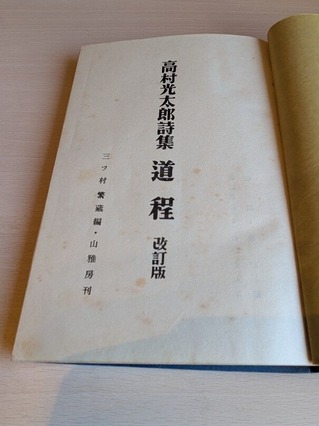 高村光太郎詩集 道程 改訂版
三ッ村繁蔵編・山雅房刊